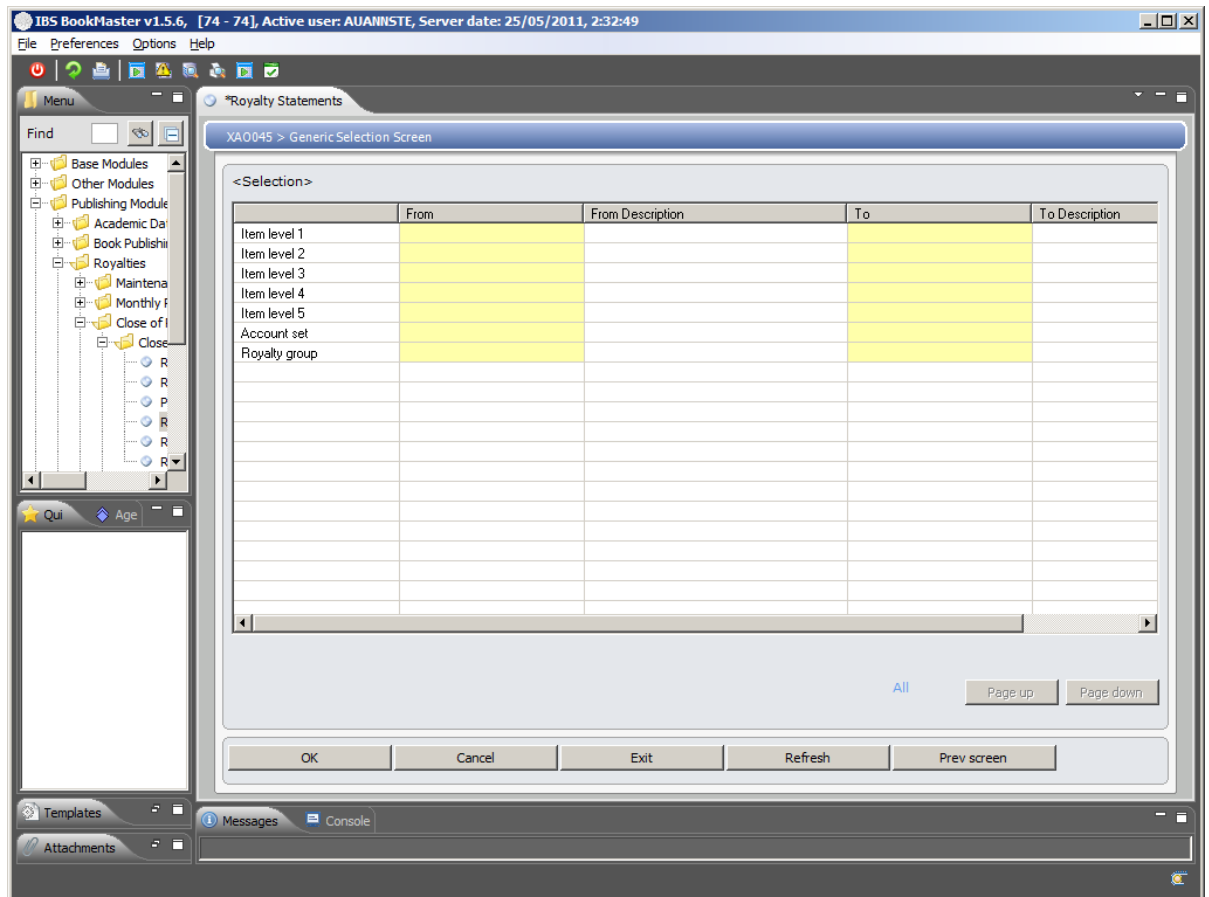 IBS BookMaster v1.5.6, [74 - 74], Active user: AUANNSTE, Server date: 25/05/2011, 2:32:49
File Preferences Options Help
Menu
*Royalty Statements
Find
XAO045 > Generic Selection Screen
Base Modules
Other Modules
Publishing Module
Academic Da
Book Publishi
Royalties
Maintena
Monthly
Close of
Close
R
R
P
R
R
R
<Selection>
From From Description To To Description
Item level 1
Item level 2
Item level 3
Item level 4
Item level 5
Account set
Royalty group
Qui Age
All Page up Page down
OK Cancel Exit Refresh Prev screen
Templates
Messages Console
Attachments